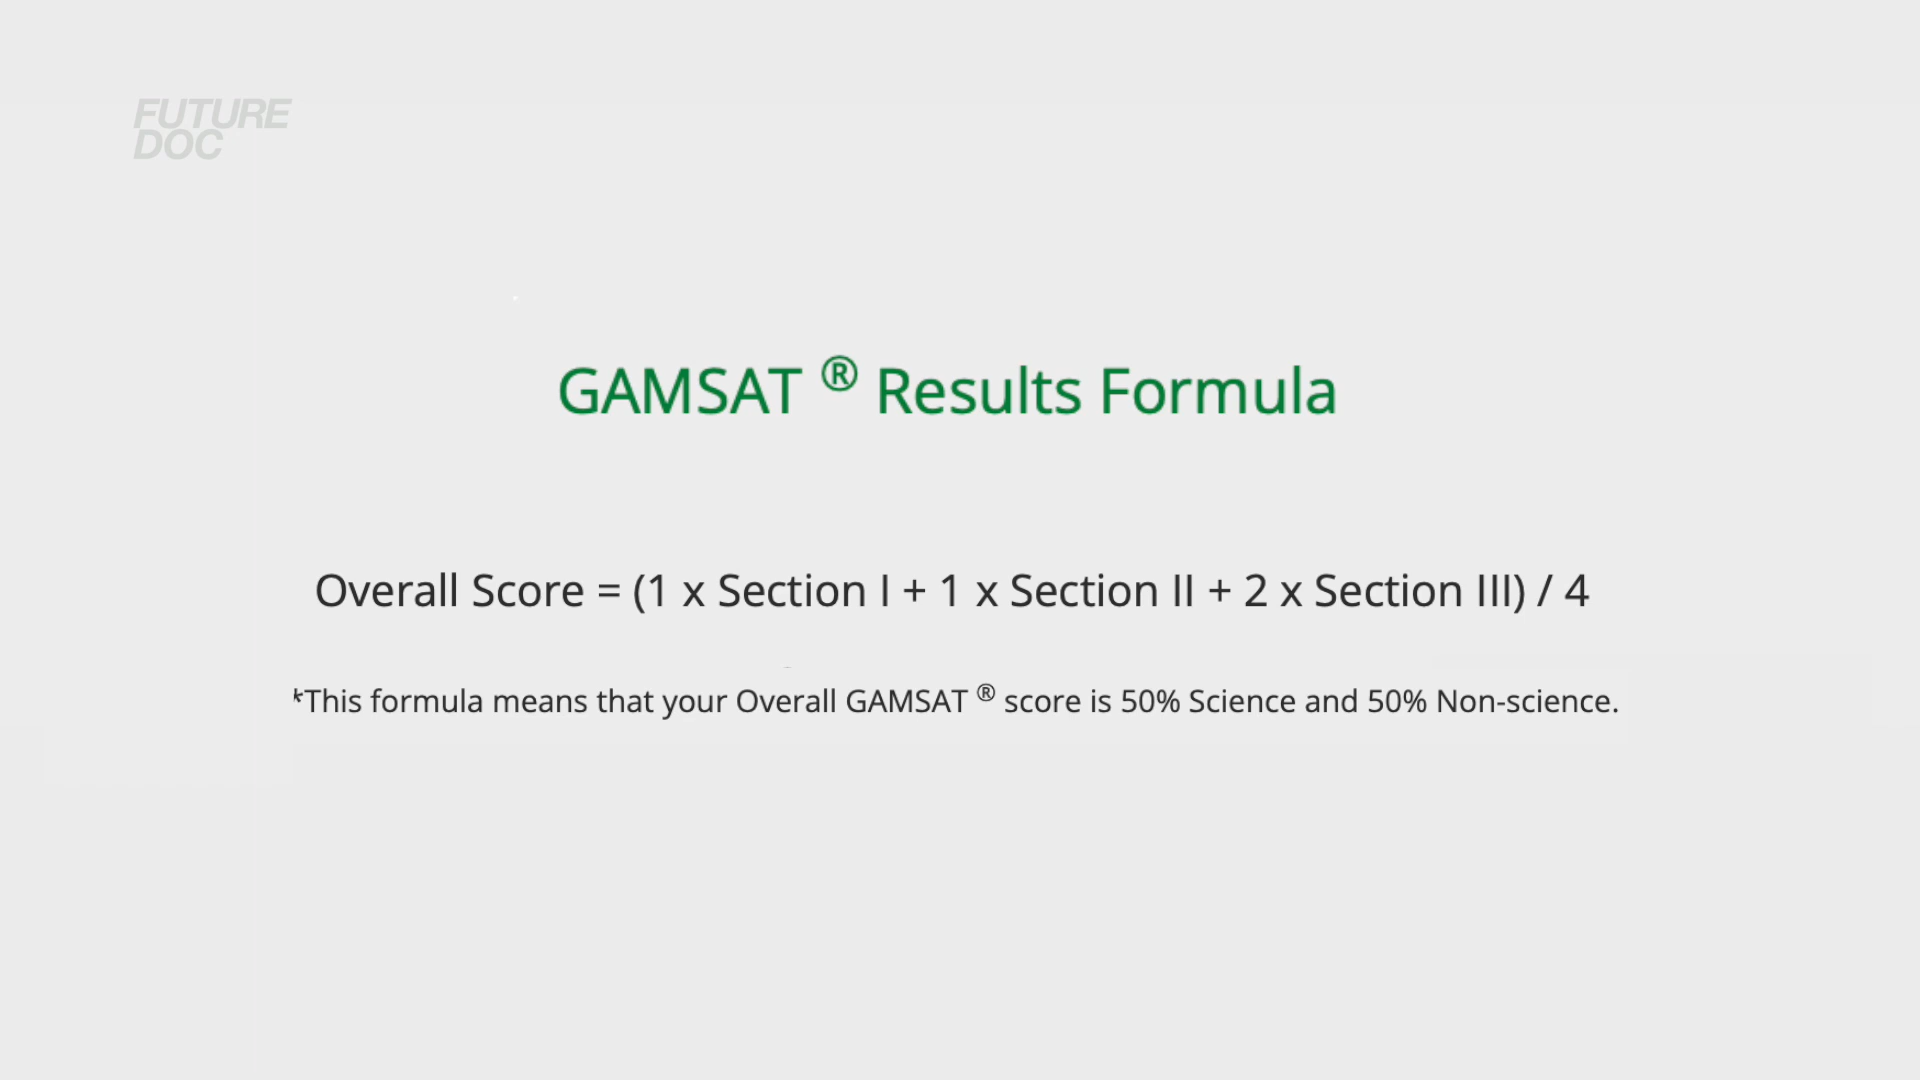 FUTURE
DOC
GAMSAT ® Results Formula
Overall Score = (1 x Section I + 1 x Section II + 2 x Section III) / 4
*This formula means that your Overall GAMSAT ® score is 50% Science and 50% Non-science.